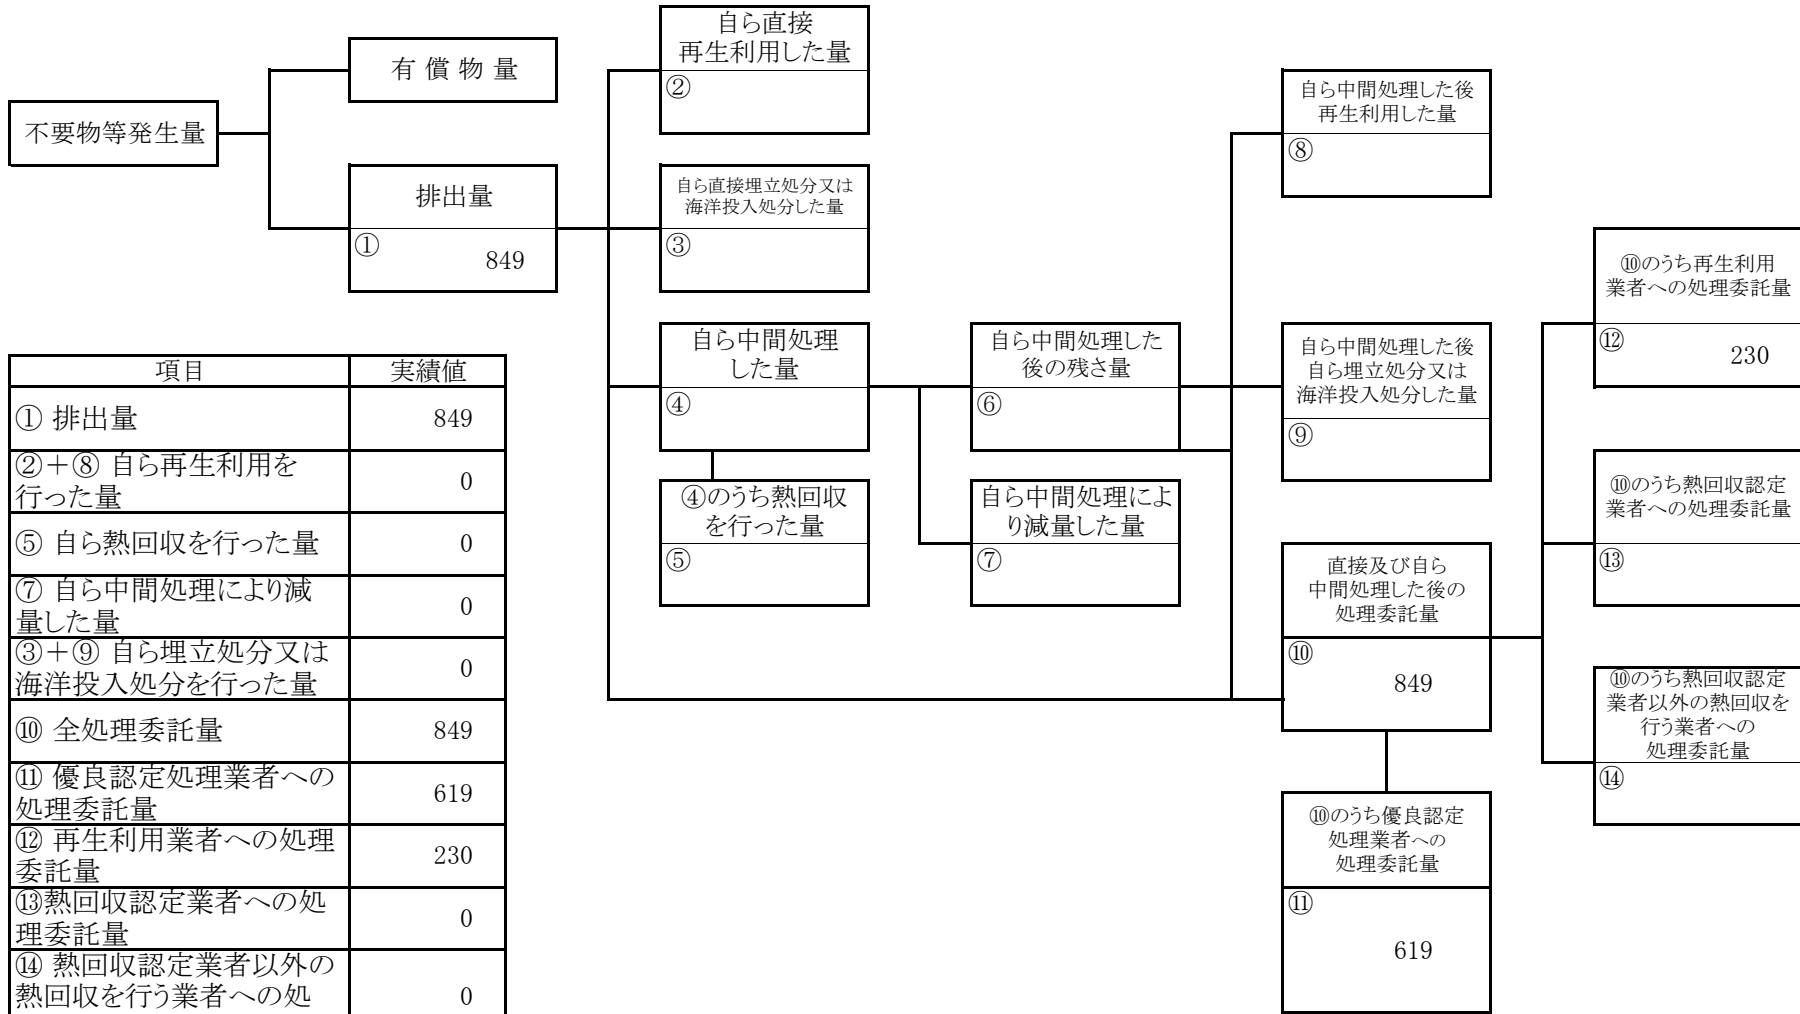 不要物等発生量
有 償 物 量
排出量
①
849
自ら直接
再生利用した量
②
自ら直接埋立処分又は
海洋投入処分した量
③
自ら中間処理
した量
④
④のうち熱回収
を行った量
⑤
自ら中間処理した
後の残さ量
⑥
自ら中間処理によ
り減量した量
⑦
自ら中間処理した後
再生利用した量
⑧
自ら中間処理した後
自ら埋立処分又は
海洋投入処分した量
⑨
直接及び自ら
中間処理した後の
処理委託量
⑩
849
⑩のうち優良認定
処理業者への
処理委託量
⑪
619
⑩のうち再生利用
業者への処理委託量
⑫
230
⑩のうち熱回収認定
業者への処理委託量
⑬
⑩のうち熱回収認定
業者以外の熱回収を
行う業者への
処理委託量
⑭
項目 実績値
① 排出量 849
②+⑧ 自ら再生利用を
行った量 0
⑤ 自ら熱回収を行った量 0
⑦ 自ら中間処理により減
量した量 0
③+⑨ 自ら埋立処分又は
海洋投入処分を行った量 0
⑩ 全処理委託量 849
⑪ 優良認定処理業者への
処理委託量 619
⑫ 再生利用業者への処理
委託量 230
⑬熱回収認定業者への処
理委託量 0
⑭ 熱回収認定業者以外の
熱回収を行う業者への処 0